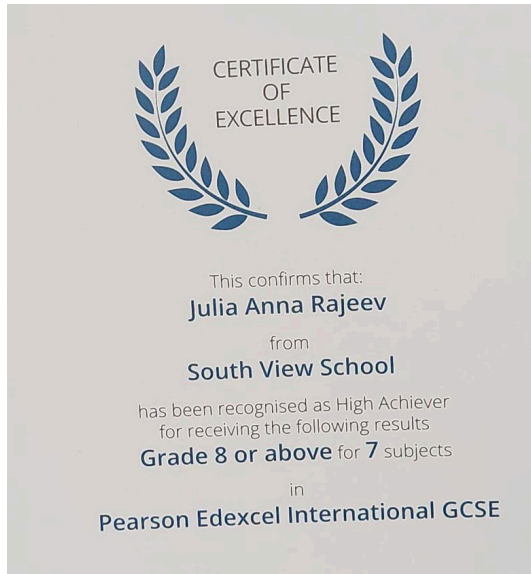 CERTIFICATE
OF
EXCELLENCE
This confirms that:
Julia Anna Rajeev
from
South View School
has been recognised as High Achiever
for receiving the following results
Grade 8 or above for 7 subjects
in
Pearson Edexcel International GCSE